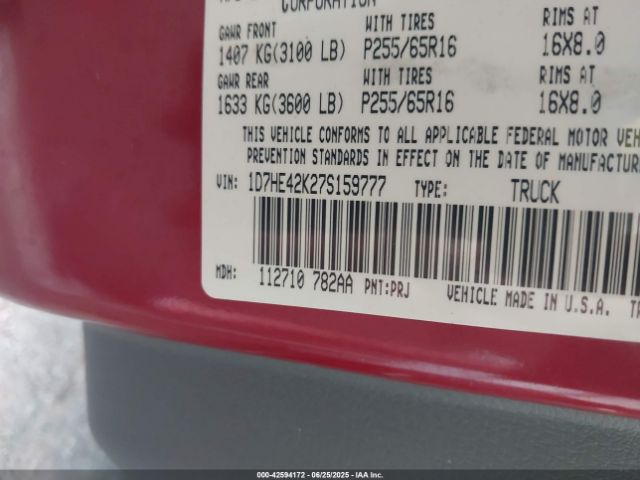 CORPORATION
GAWR FRONT WITH TIRES RIMS AT
1407 KG(3100 LB) P255/65R16 16X8.0
GAWR REAR WITH TIRES RIMS AT
1633 KG(3600 LB) P255/65R16 16X8.0
THIS VEHICLE CONFORMS TO ALL APPLICABLE FEDERAL MOTOR VEH
PREVENTION STANDARDS IN EFFECT ON THE DATE OF MANUFACTUR
VIN: 1D7HE42K27S159777 TYPE: TRUCK
MDH: 112710 782AA PNT:PRJ VEHICLE MADE IN U.S.A.
000-42594172 - 06/25/2025 - IAAI.COM